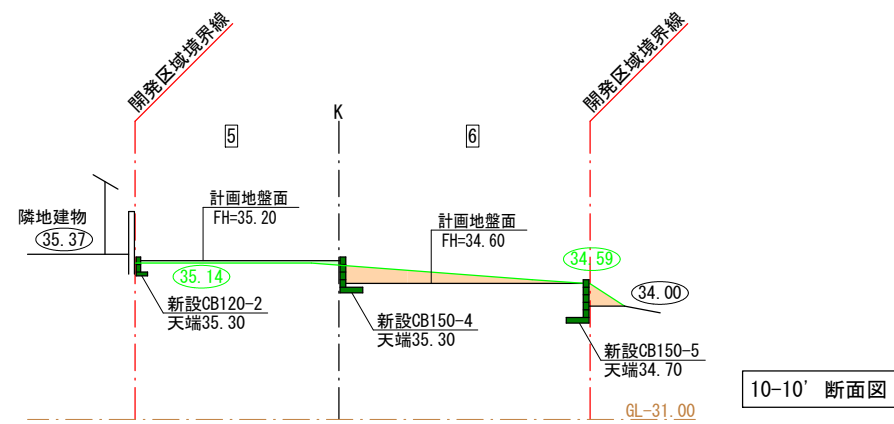 開発区域境界線
開発区域境界線
K
5
6
隣地建物
35.37
計画地盤面
FH=35.20
計画地盤面
FH=34.60
35.14
34.59
34.00
新設CB120-2
天端35.30
新設CB150-4
天端35.30
新設CB150-5
天端34.70
10-10' 断面図
GL-31.00